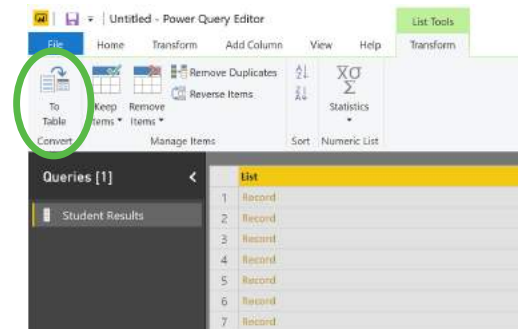 Untitled - Power Query Editor
List Tools
File Home Transform Add Column View Help Transform
To Table
Keep Items
Remove Items
Remove Duplicates
Reverse Items
Statistics
Convert Manage Items Sort Numeric List
Queries [1]
Student Results
List
1 Record
2 Record
3 Record
4 Record
5 Record
6 Record
7 Record